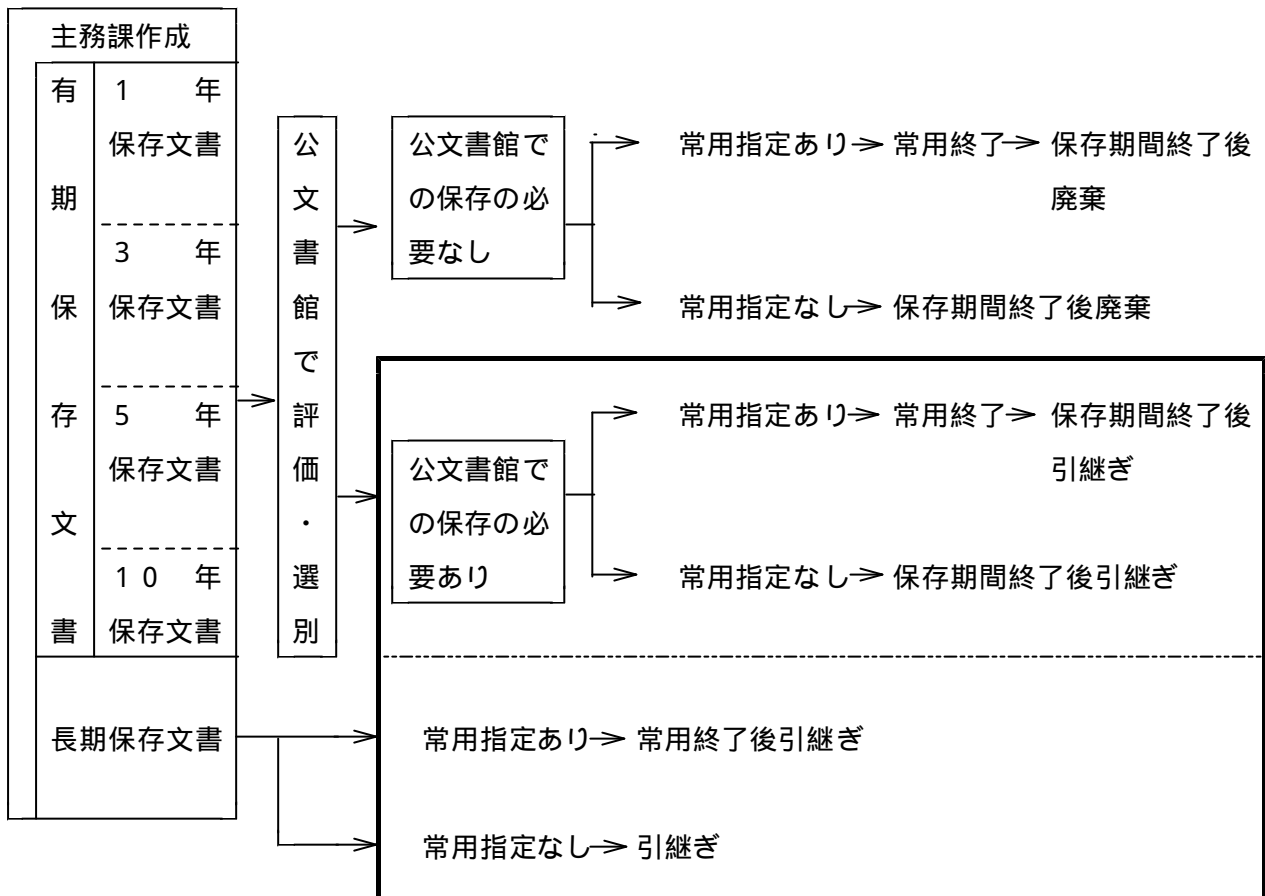 主務課作成
有期保存文書
1 年
保存文書
3 年
保存文書
5 年
保存文書
10 年
保存文書
長期保存文書
公文書館で評価・選別
公文書館で
の保存の必
要なし
常用指定あり→ 常用終了→ 保存期間終了後
廃棄
常用指定なし→ 保存期間終了後廃棄
公文書館で
の保存の必
要あり
常用指定あり→ 常用終了→ 保存期間終了後
引継ぎ
常用指定なし→ 保存期間終了後引継ぎ
常用指定あり→ 常用終了後引継ぎ
常用指定なし→ 引継ぎ